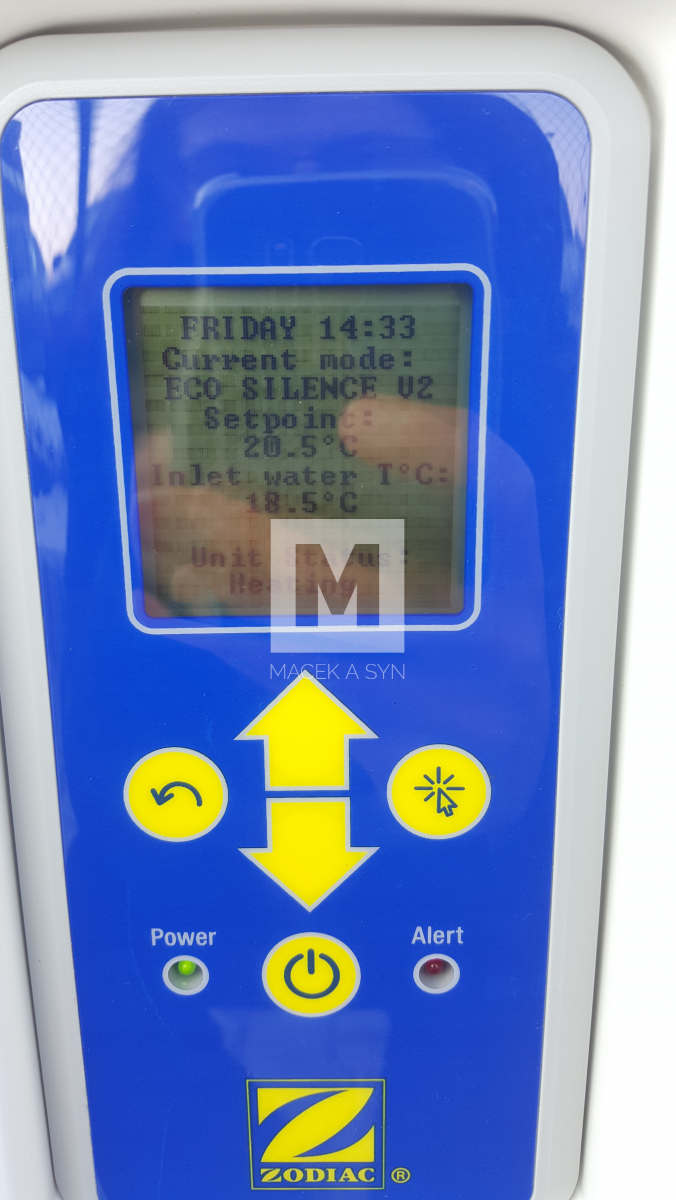 FRIDAY 14:33
Current mode:
ECO SILENCE V2
Setpoint:
20.5°C
Inlet water T°C:
18.5°C
Unit Status:
Heating
M
MACEK A SYN
Power
Alert
Z
ZODIAC ®